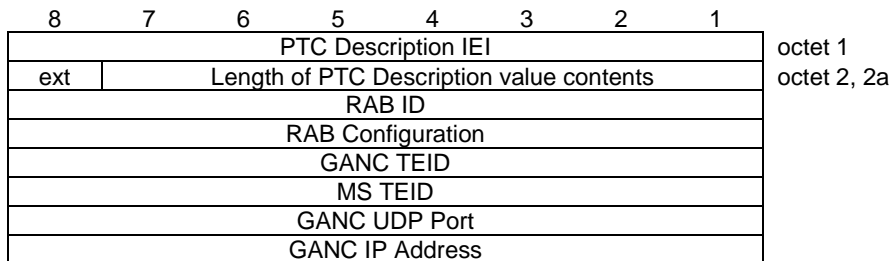 8 7 6 5 4 3 2 1
PTC Description IEI octet 1
ext Length of PTC Description value contents octet 2, 2a
RAB ID
RAB Configuration
GANC TEID
MS TEID
GANC UDP Port
GANC IP Address